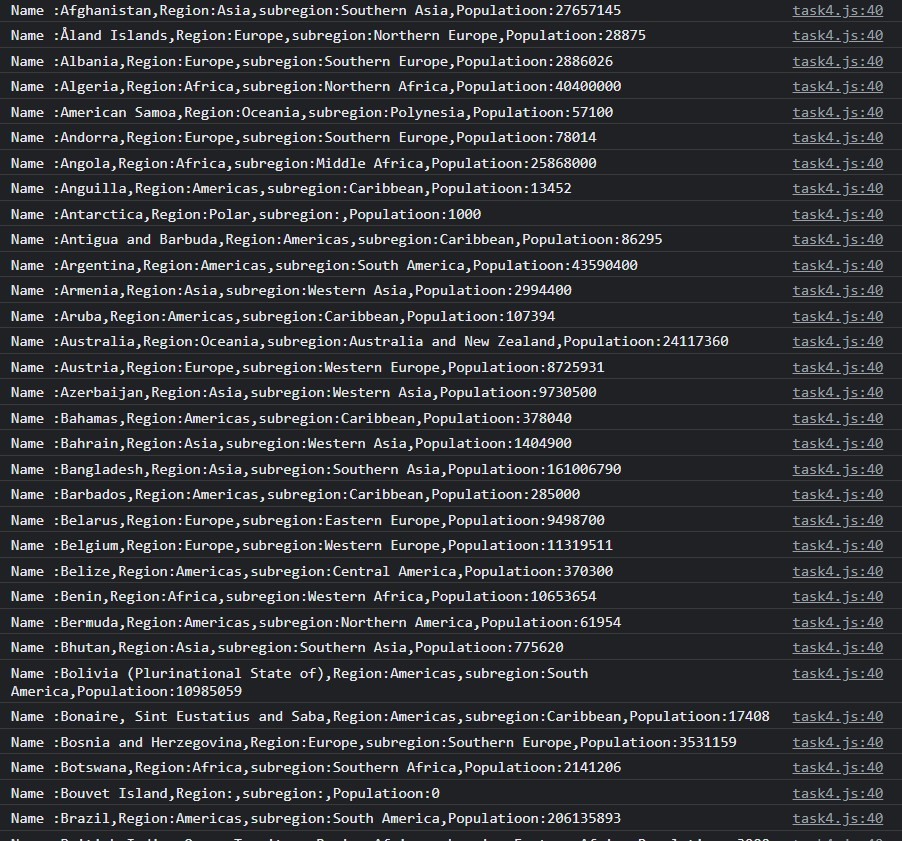 Name :Afghanistan,Region:Asia,subregion:Southern Asia,Populatioon:27657145 task4.js:40
Name :Åland Islands,Region:Europe,subregion:Northern Europe,Populatioon:28875 task4.js:40
Name :Albania,Region:Europe,subregion:Southern Europe,Populatioon:2886026 task4.js:40
Name :Algeria,Region:Africa,subregion:Northern Africa,Populatioon:40400000 task4.js:40
Name :American Samoa,Region:Oceania,subregion:Polynesia,Populatioon:57100 task4.js:40
Name :Andorra,Region:Europe,subregion:Southern Europe,Populatioon:78014 task4.js:40
Name :Angola,Region:Africa,subregion:Middle Africa,Populatioon:25868000 task4.js:40
Name :Anguilla,Region:Americas,subregion:Caribbean,Populatioon:13452 task4.js:40
Name :Antarctica,Region:Polar,subregion:,Populatioon:1000 task4.js:40
Name :Antigua and Barbuda,Region:Americas,subregion:Caribbean,Populatioon:86295 task4.js:40
Name :Argentina,Region:Americas,subregion:South America,Populatioon:43590400 task4.js:40
Name :Armenia,Region:Asia,subregion:Western Asia,Populatioon:2994400 task4.js:40
Name :Aruba,Region:Americas,subregion:Caribbean,Populatioon:107394 task4.js:40
Name :Australia,Region:Oceania,subregion:Australia and New Zealand,Populatioon:24117360 task4.js:40
Name :Austria,Region:Europe,subregion:Western Europe,Populatioon:8725931 task4.js:40
Name :Azerbaijan,Region:Asia,subregion:Western Asia,Populatioon:9730500 task4.js:40
Name :Bahamas,Region:Americas,subregion:Caribbean,Populatioon:378040 task4.js:40
Name :Bahrain,Region:Asia,subregion:Western Asia,Populatioon:1404900 task4.js:40
Name :Bangladesh,Region:Asia,subregion:Southern Asia,Populatioon:161006790 task4.js:40
Name :Barbados,Region:Americas,subregion:Caribbean,Populatioon:285000 task4.js:40
Name :Belarus,Region:Europe,subregion:Eastern Europe,Populatioon:9498700 task4.js:40
Name :Belgium,Region:Europe,subregion:Western Europe,Populatioon:11319511 task4.js:40
Name :Belize,Region:Americas,subregion:Central America,Populatioon:370300 task4.js:40
Name :Benin,Region:Africa,subregion:Western Africa,Populatioon:10653654 task4.js:40
Name :Bermuda,Region:Americas,subregion:Northern America,Populatioon:61954 task4.js:40
Name :Bhutan,Region:Asia,subregion:Southern Asia,Populatioon:775620 task4.js:40
Name :Bolivia (Plurinational State of),Region:Americas,subregion:South task4.js:40
America,Populatioon:10985059
Name :Bonaire, Sint Eustatius and Saba,Region:Americas,subregion:Caribbean,Populatioon:17408 task4.js:40
Name :Bosnia and Herzegovina,Region:Europe,subregion:Southern Europe,Populatioon:3531159 task4.js:40
Name :Botswana,Region:Africa,subregion:Southern Africa,Populatioon:2141206 task4.js:40
Name :Bouvet Island,Region:,subregion:,Populatioon:0 task4.js:40
Name :Brazil,Region:Americas,subregion:South America,Populatioon:206135893 task4.js:40